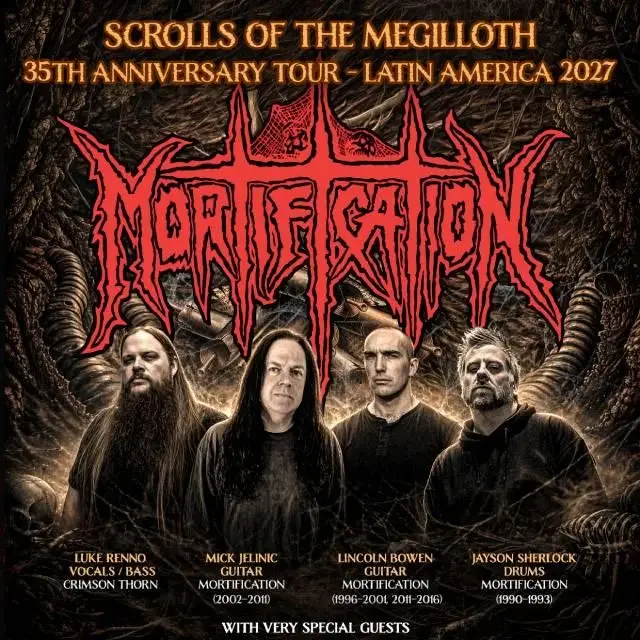 SCROLLS OF THE MEGILLOTH
35TH ANNIVERSARY TOUR - LATIN AMERICA 2027
MORTIFICATION
LUKE RENNO
VOCALS / BASS
CRIMSON THORN
MICK JELINIC
GUITAR
MORTIFICATION
(2002-2011)
LINCOLN BOWEN
GUITAR
MORTIFICATION
(1996-2001, 2011-2016)
JAYSON SHERLOCK
DRUMS
MORTIFICATION
(1990-1993)
WITH VERY SPECIAL GUESTS